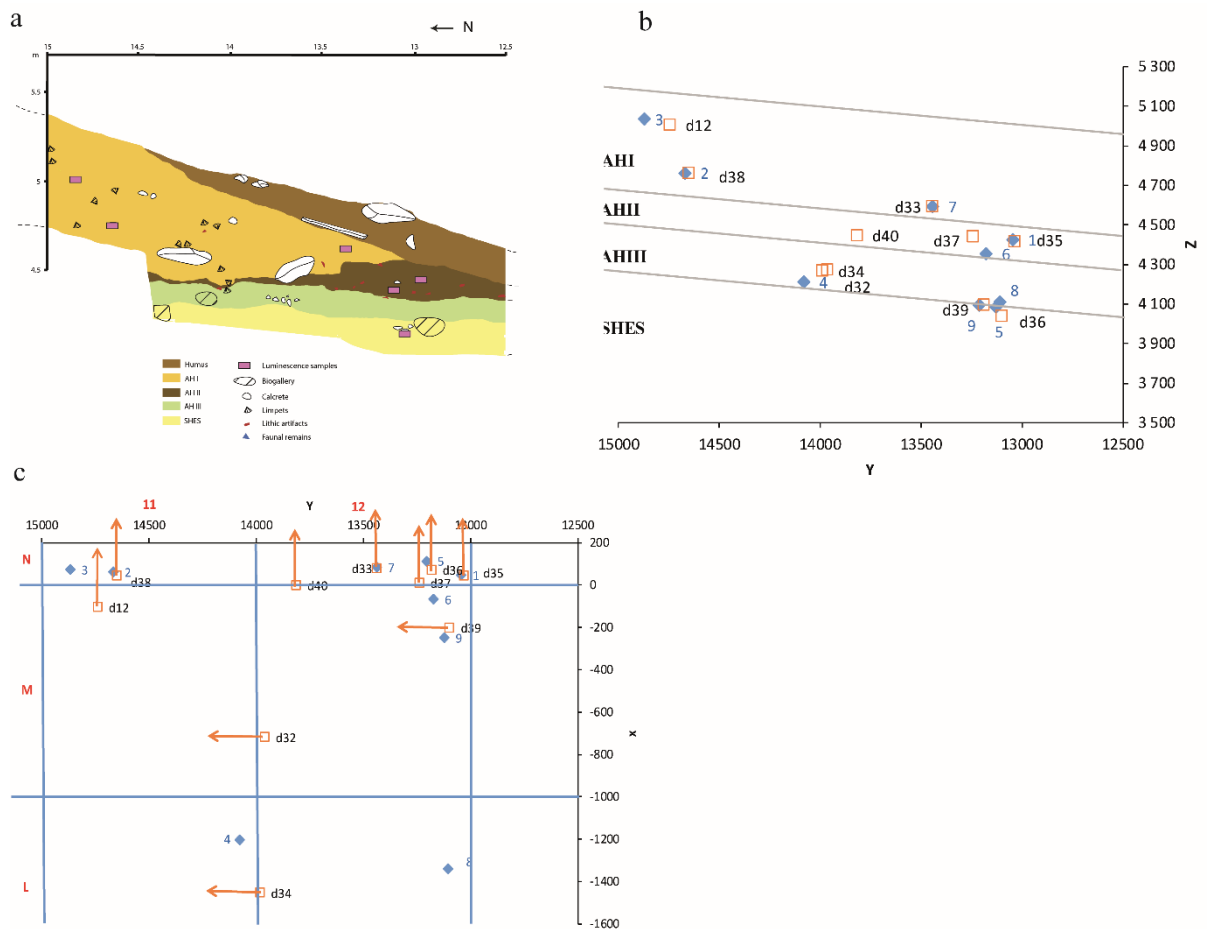 a
← N
15
14.5
14
13.5
13
12.5
m
5.5
5
4.5
Humus
AH I
AH II
AH III
SHES
Luminescence samples
Biogallery
Calcrete
Limpets
Lithic artifacts
Faunal remains
b
5 300
5 100
4 900
4 700
4 500
4 300
4 100
3 900
3 700
3 500
Z
3
d12
AHI
2
d38
AHII
d33
7
d40
d37
1
d35
6
AHIII
d34
4
d32
8
d39
SHES
9
5
d36
15000
14500
14000
13500
13000
12500
Y
c
11
Y
12
15000
14500
14000
13500
13000
12500
200
0
-200
-400
-600
-800
-1000
-1200
-1400
-1600
x
N
3
2
d38
d12
d40
d33
7
5
d36
d37
1
d35
6
d39
9
M
d32
4
8
L
d34